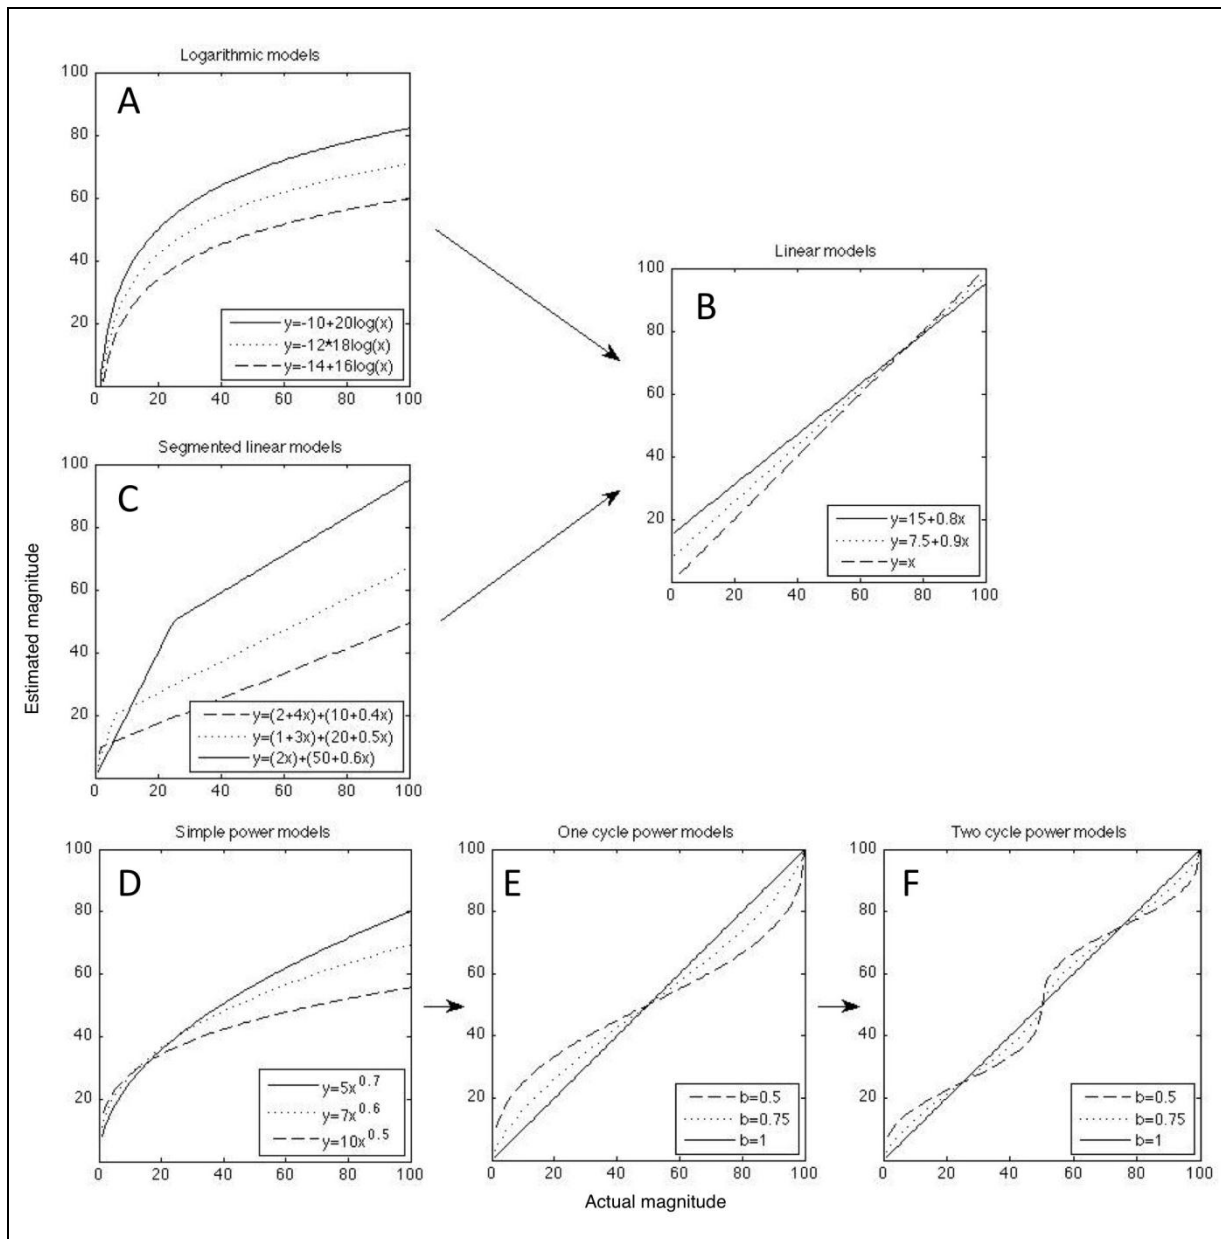 Logarithmic models
A
100
80
60
40
20
0 20 40 60 80 100
y=-10+20log(x)
y=-12*18log(x)
y=-14+16log(x)
Linear models
B
100
80
60
40
20
0 20 40 60 80 100
y=15+0.8x
y=7.5+0.9x
y=x
Segmented linear models
C
100
80
60
40
20
0 20 40 60 80 100
y=(2+4x)+(10+0.4x)
y=(1+3x)+(20+0.5x)
y=(2x)+(50+0.6x)
Estimated magnitude
Simple power models
D
100
80
60
40
20
0 20 40 60 80 100
y=5x^0.7
y=7x^0.6
y=10x^0.5
One cycle power models
E
100
80
60
40
20
0 20 40 60 80 100
b=0.5
b=0.75
b=1
Two cycle power models
F
100
80
60
40
20
0 20 40 60 80 100
b=0.5
b=0.75
b=1
Actual magnitude